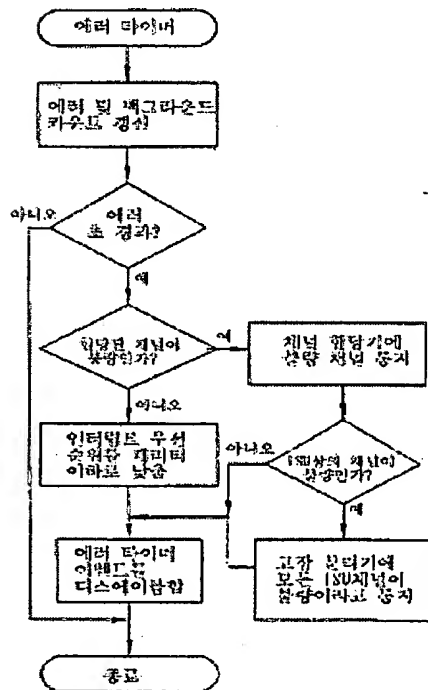 에러 타이머
에러 및 백그라운드
카운트 갱신
아니오
에러
초 경과?
예
할당된 채널이
불량인가?
예
채널 할당기에
불량 채널 통지
아니오
인터럽트 우선
순위를 패리티
이하로 낮춤
아니오
ISU상의 채널이
불량인가?
예
에러 타이머
이벤트를
디스에이블함
고장 분리기에
모든 ISU채널이
불량이라고 통지
종료